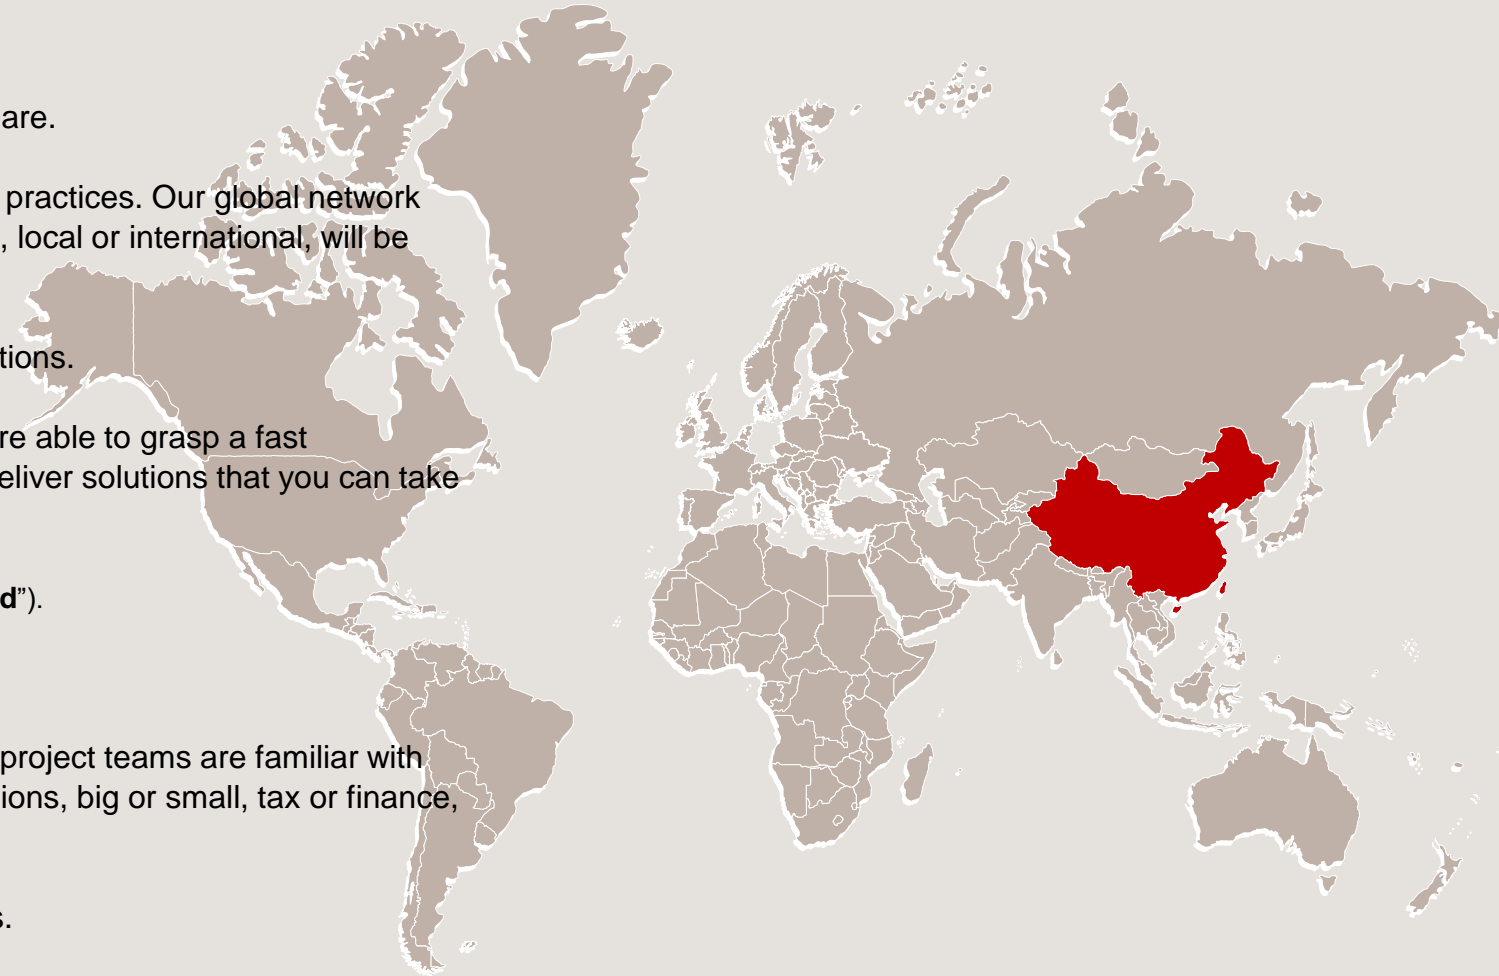 are.
practices. Our global network
, local or international, will be
tions.
re able to grasp a fast
eliver solutions that you can take
d”).
project teams are familiar with
ions, big or small, tax or finance,
s.